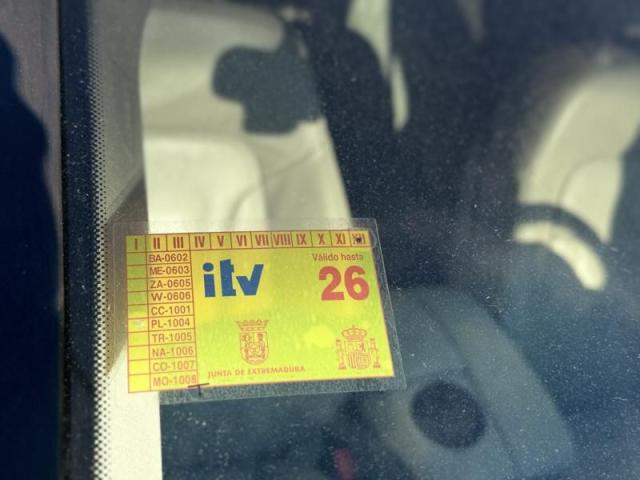 I II III IV V VI VII VIII IX X XI XII
BA-0602
ME-0603
ZA-0605
W-0606
CC-1001
PL-1004
TR-1005
NA-1006
CO-1007
MO-1008
itv
Válido hasta
26
JUNTA DE EXTREMADURA